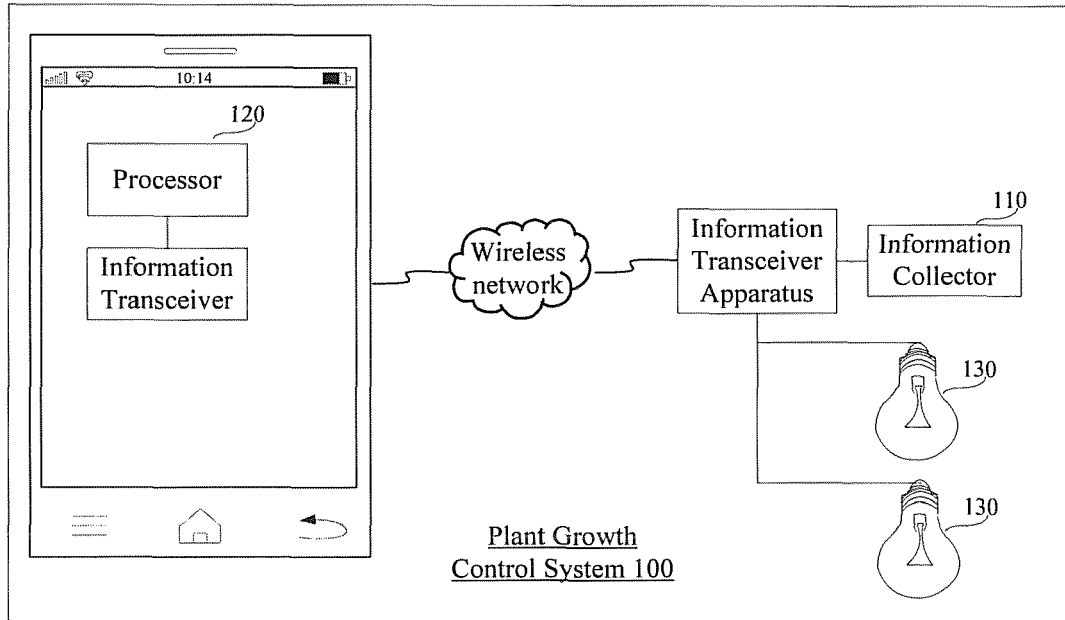 10:14
120
Processor
Information
Transceiver
Wireless
network
Information
Transceiver
Apparatus
110
Information
Collector
130
130
Plant Growth
Control System 100